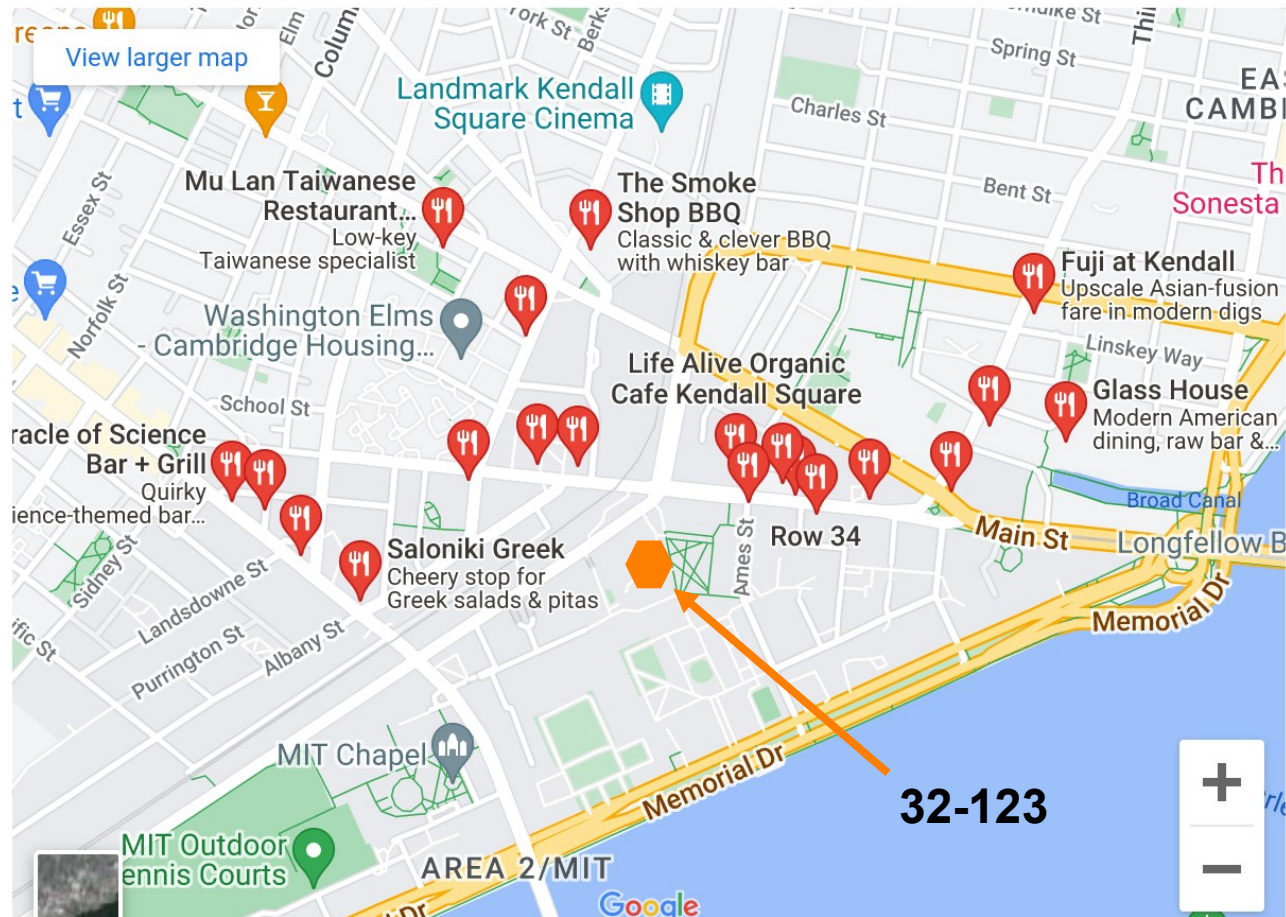 View larger map
Colum
York St
Berks
Spring St
Landmark Kendall
Square Cinema
Charles St
Essex St
Mu Lan Taiwanese
Restaurant...
Low-key
Taiwanese specialist
The Smoke
Shop BBQ
Classic & clever BBQ
with whiskey bar
Bent St
Sonesta
Norfolk St
Washington Elms
- Cambridge Housing...
Fuji at Kendall
Upscale Asian-fusion
fare in modern digs
Linskey Way
Life Alive Organic
Cafe Kendall Square
School St
Glass House
Modern American
dining, raw bar &...
racle of Science
Bar + Grill
Quirky
ience-themed bar...
Broad Canal
Main St
Longfellow B
Row 34
Ames St
Saloniki Greek
Cheery stop for
Greek salads & pitas
Sidney St
Landsdowne St
Albany St
Purrington St
ific St
Memorial Dr
MIT Chapel
Memorial Dr
32-123
MIT Outdoor
ennis Courts
AREA 2/MIT
Google
Dr